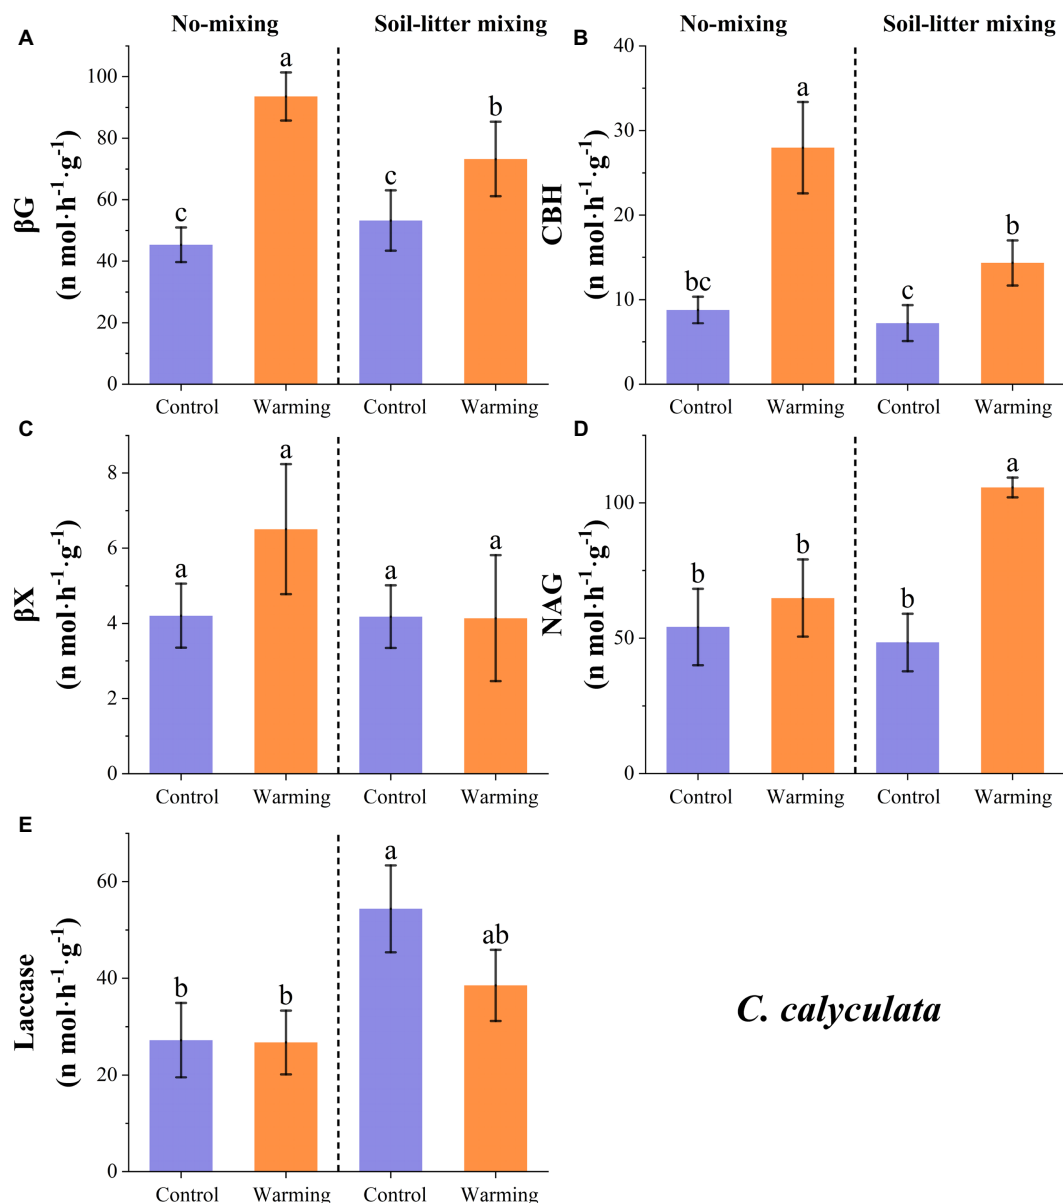 A
No-mixing
Soil-litter mixing
βG
(n mol·h⁻¹·g⁻¹)
100
80
60
40
20
0
c
a
c
b
Control
Warming
Control
Warming
B
No-mixing
Soil-litter mixing
CBH
(n mol·h⁻¹·g⁻¹)
40
30
20
10
0
bc
a
c
b
Control
Warming
Control
Warming
C
βX
(n mol·h⁻¹·g⁻¹)
8
6
4
2
0
a
a
a
a
Control
Warming
Control
Warming
D
NAG
(n mol·h⁻¹·g⁻¹)
100
50
0
b
b
b
a
Control
Warming
Control
Warming
E
Laccase
(n mol·h⁻¹·g⁻¹)
60
40
20
0
b
b
a
ab
Control
Warming
Control
Warming
C. calyculata